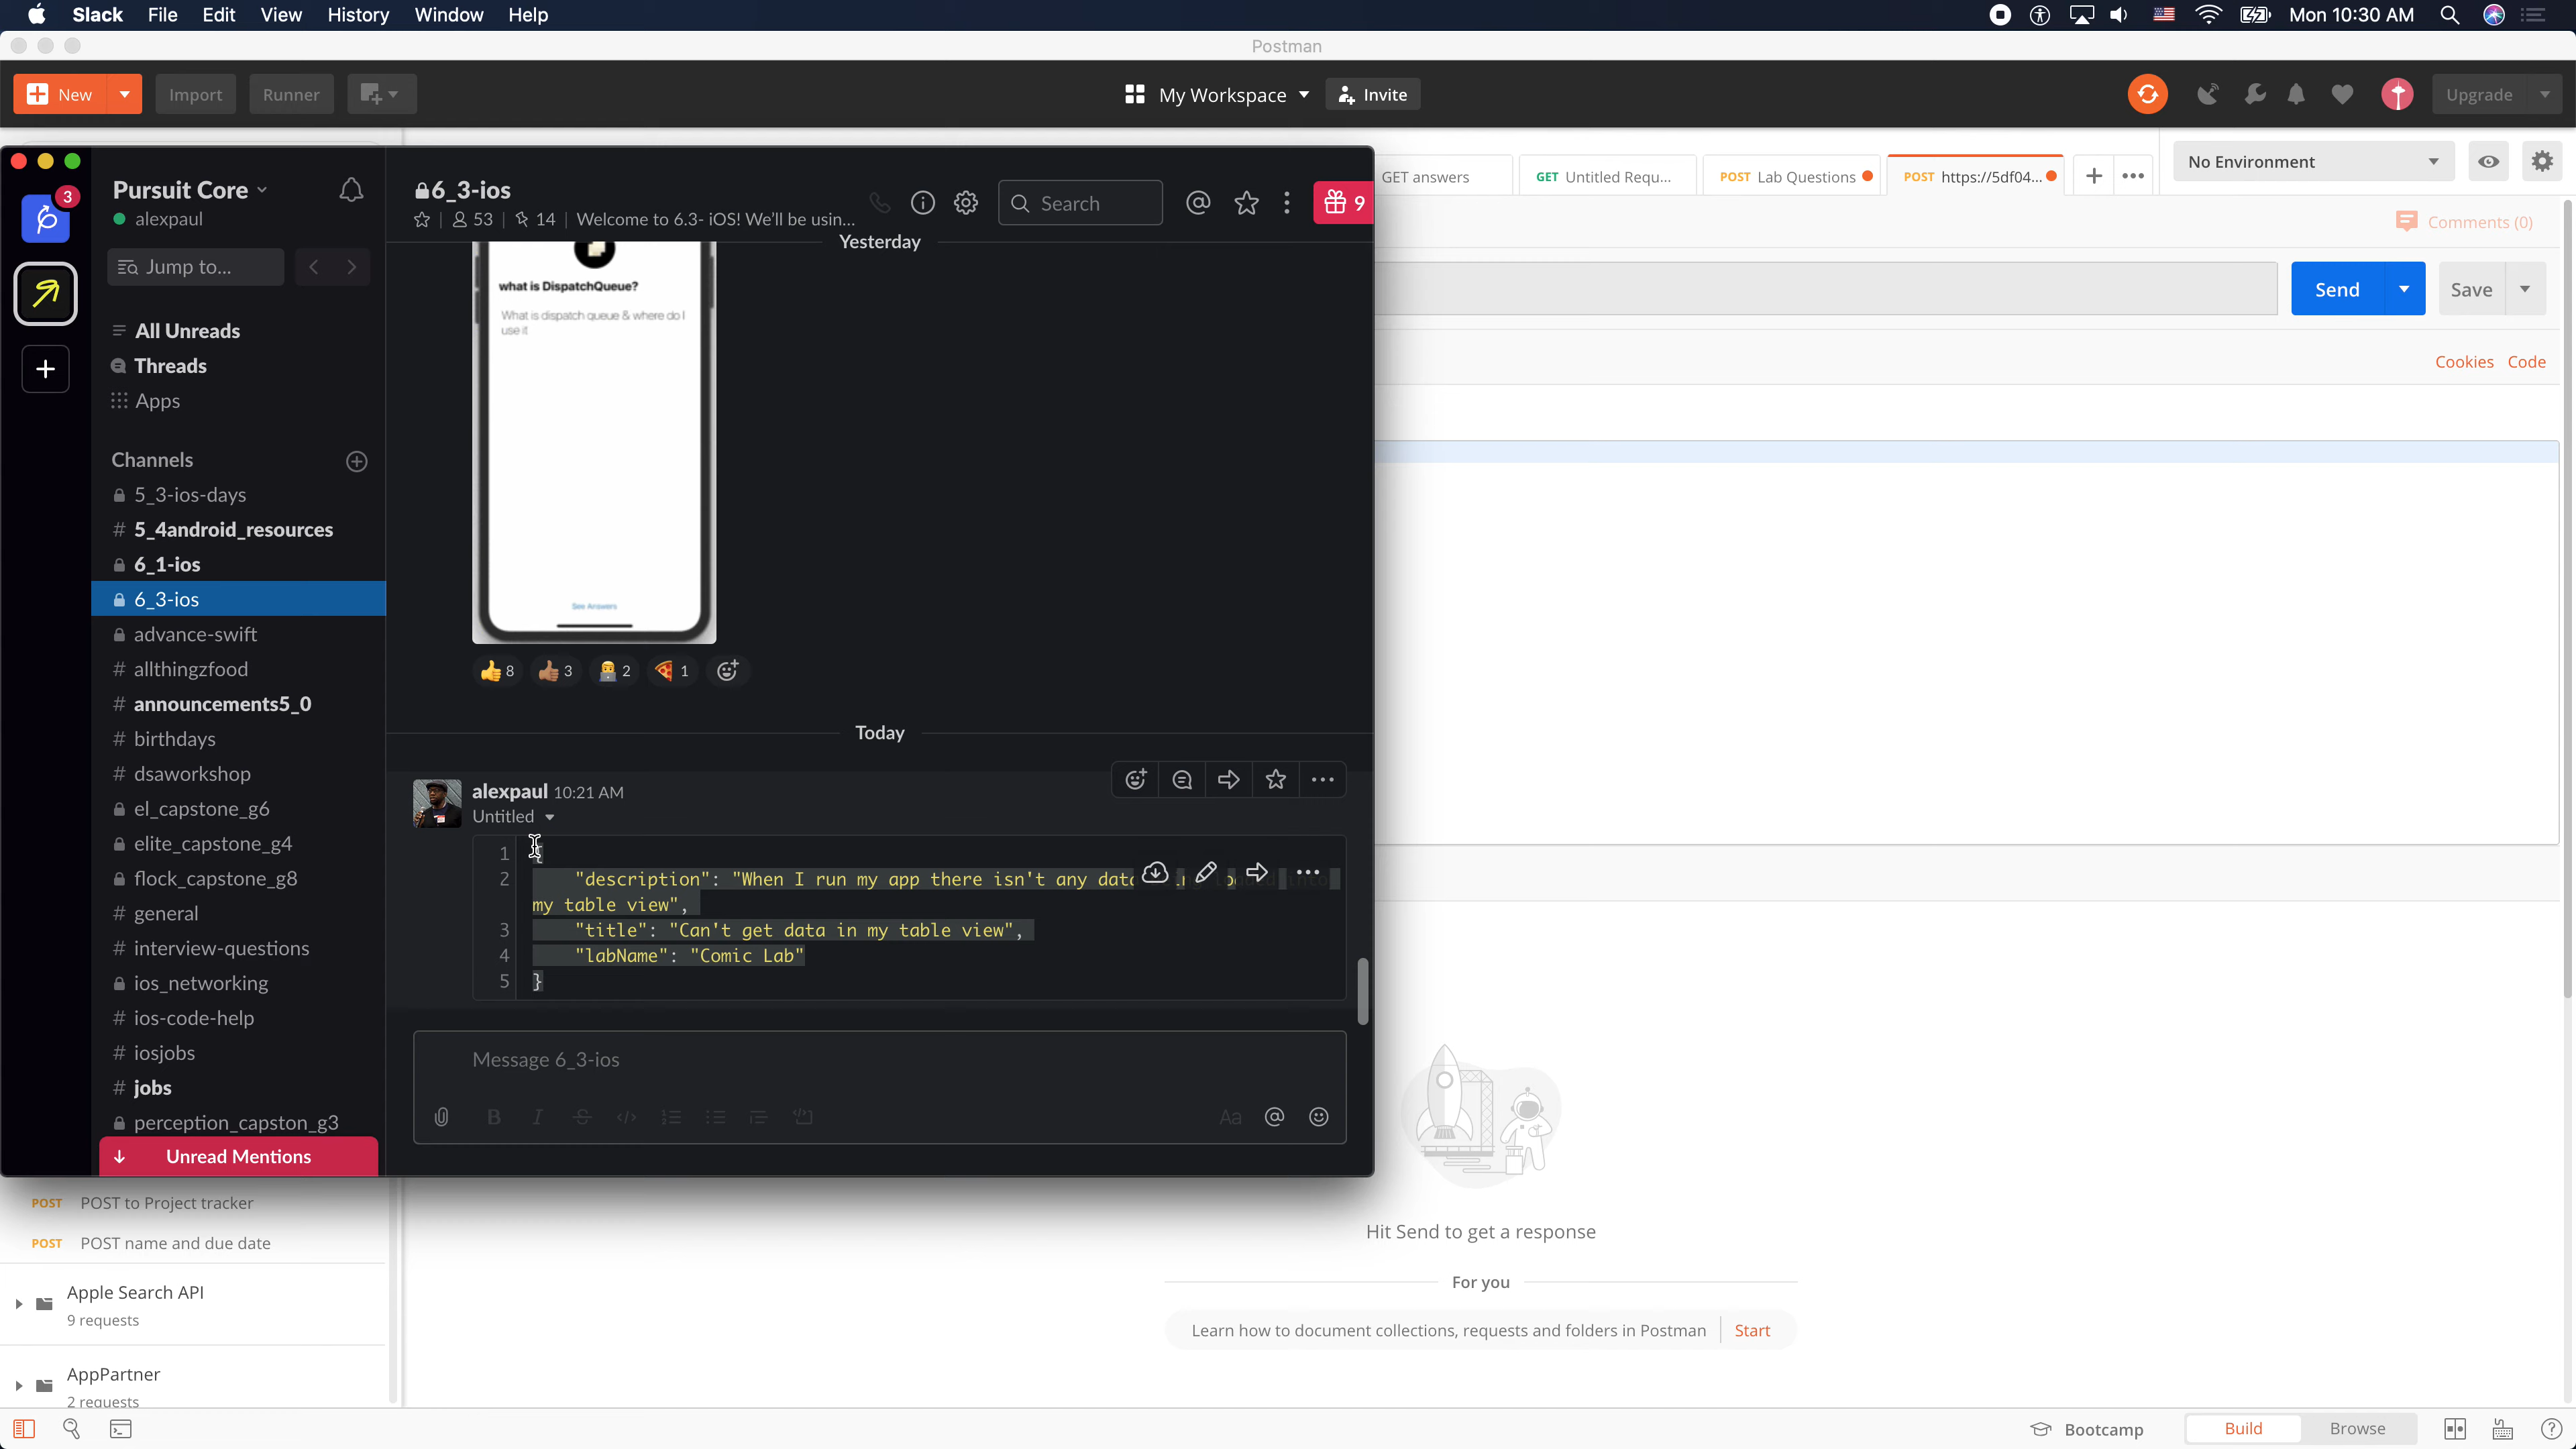 Slack File Edit View History Window Help
Mon 10:30 AM
Postman
New
Import
Runner
My Workspace
Invite
Upgrade
GET answers
GET Untitled Requ...
POST Lab Questions
POST https://5df04...
No Environment
Comments (0)
Send
Save
Cookies Code
3
Pursuit Core
alexpaul
Jump to...
All Unreads
Threads
Apps
Channels
5_3-ios-days
# 5_4android_resources
6_1-ios
6_3-ios
advance-swift
# allthingzfood
# announcements5_0
# birthdays
# dsaworkshop
el_capstone_g6
elite_capstone_g4
flock_capstone_g8
# general
# interview-questions
ios_networking
# ios-code-help
# iosjobs
# jobs
perception_capston_g3
Unread Mentions
6_3-ios
53 | 14 | Welcome to 6.3- iOS! We'll be usin...
Search
9
Yesterday
what is DispatchQueue?
What is dispatch queue & where do I
use it
See Answers
8 3 2 1
Today
alexpaul 10:21 AM
Untitled
1 {
2 "description": "When I run my app there isn't any data
my table view",
3 "title": "Can't get data in my table view",
4 "labName": "Comic Lab"
5 }
Message 6_3-ios
Aa
POST POST to Project tracker
POST POST name and due date
Apple Search API
9 requests
AppPartner
2 requests
Hit Send to get a response
For you
Learn how to document collections, requests and folders in Postman Start
Bootcamp
Build
Browse